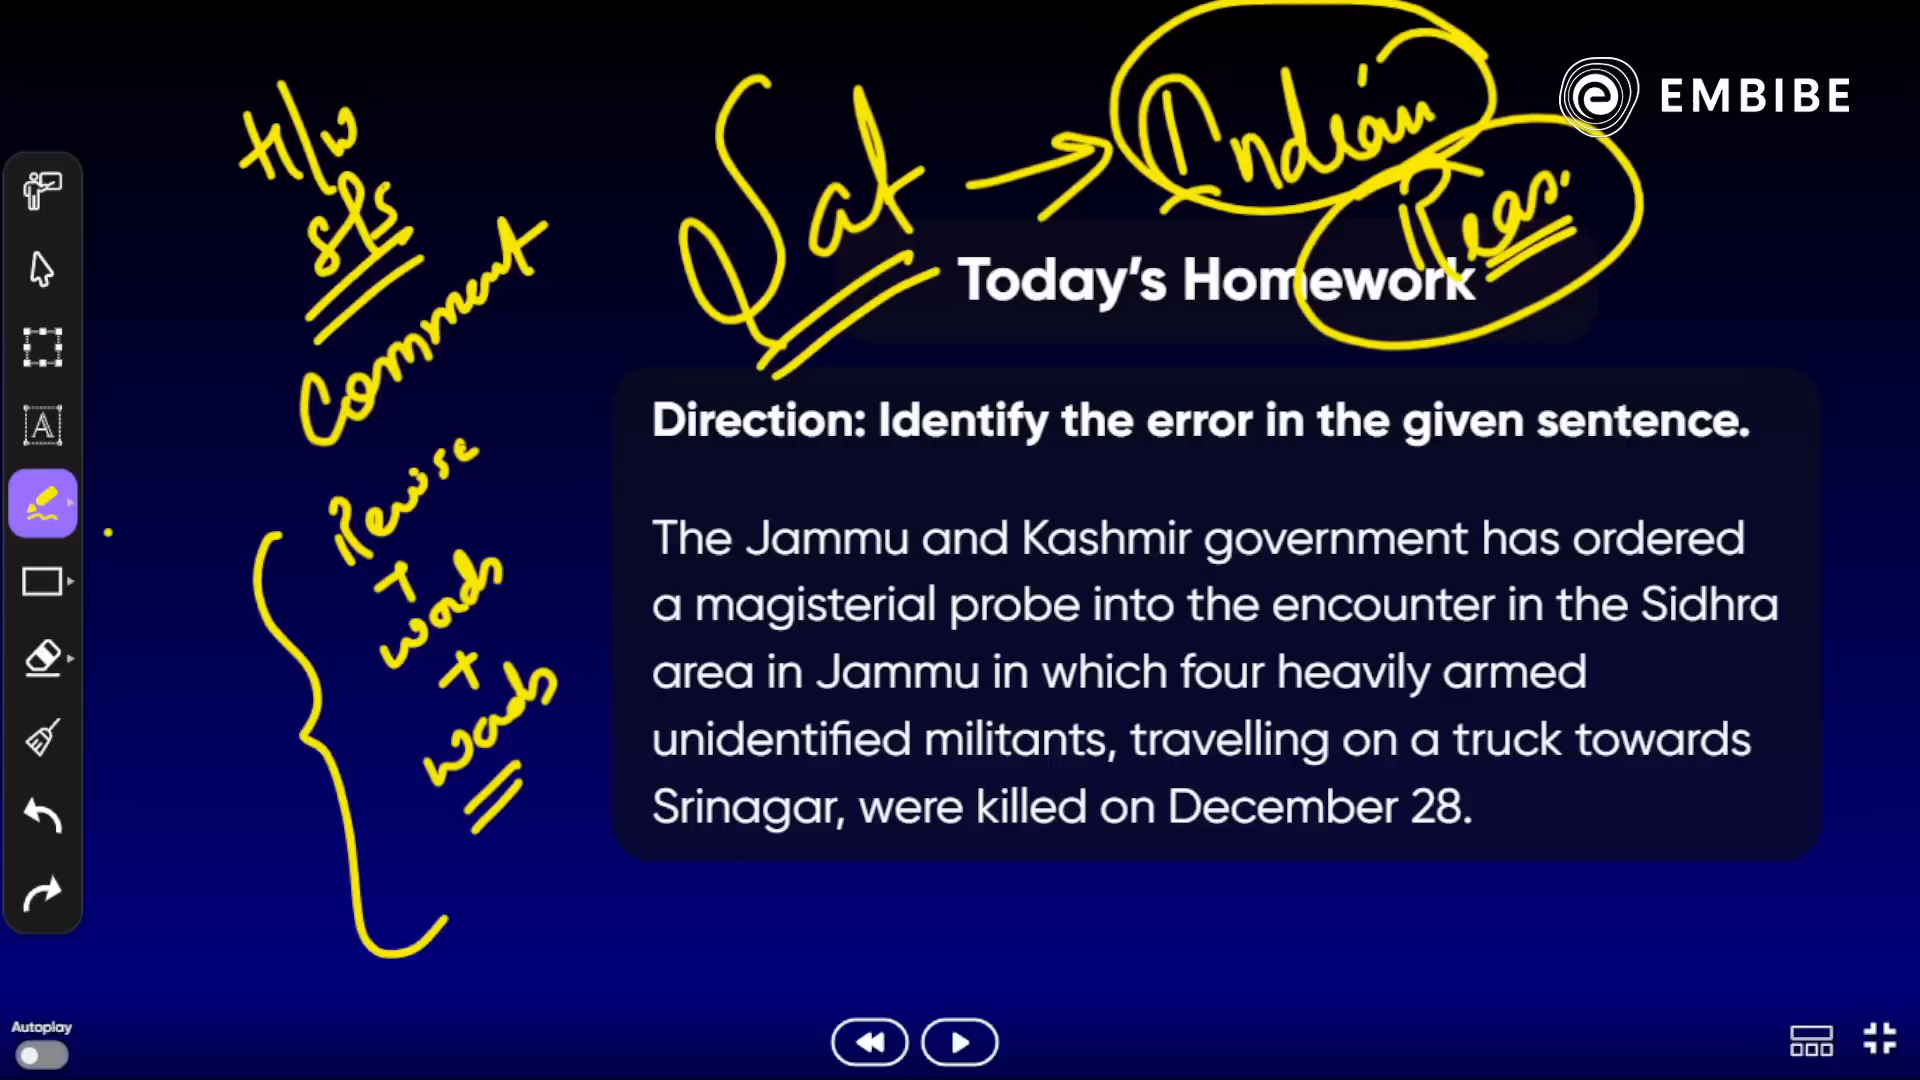 EMBIBE
H/w
Sat → Indian
Reas.
Comment
Revise
+
words
+
words
Today's Homework
Direction: Identify the error in the given sentence.
The Jammu and Kashmir government has ordered
a magisterial probe into the encounter in the Sidhra
area in Jammu in which four heavily armed
unidentified militants, travelling on a truck towards
Srinagar, were killed on December 28.
Autoplay